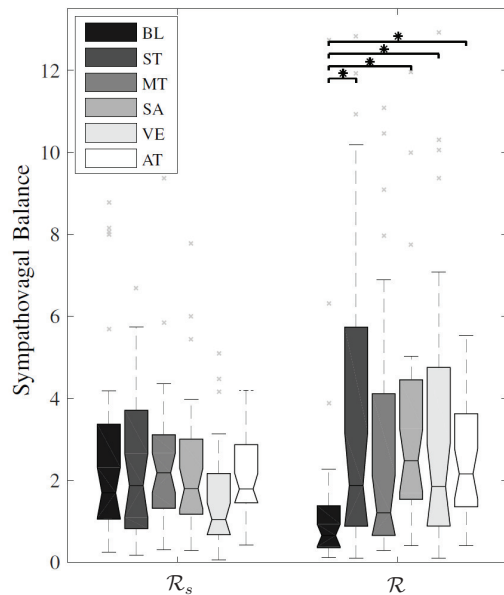 BL
ST
MT
SA
VE
AT
Sympathovagal Balance
12
10
8
6
4
2
0
ℛₛ
ℛ
*
*
*
*